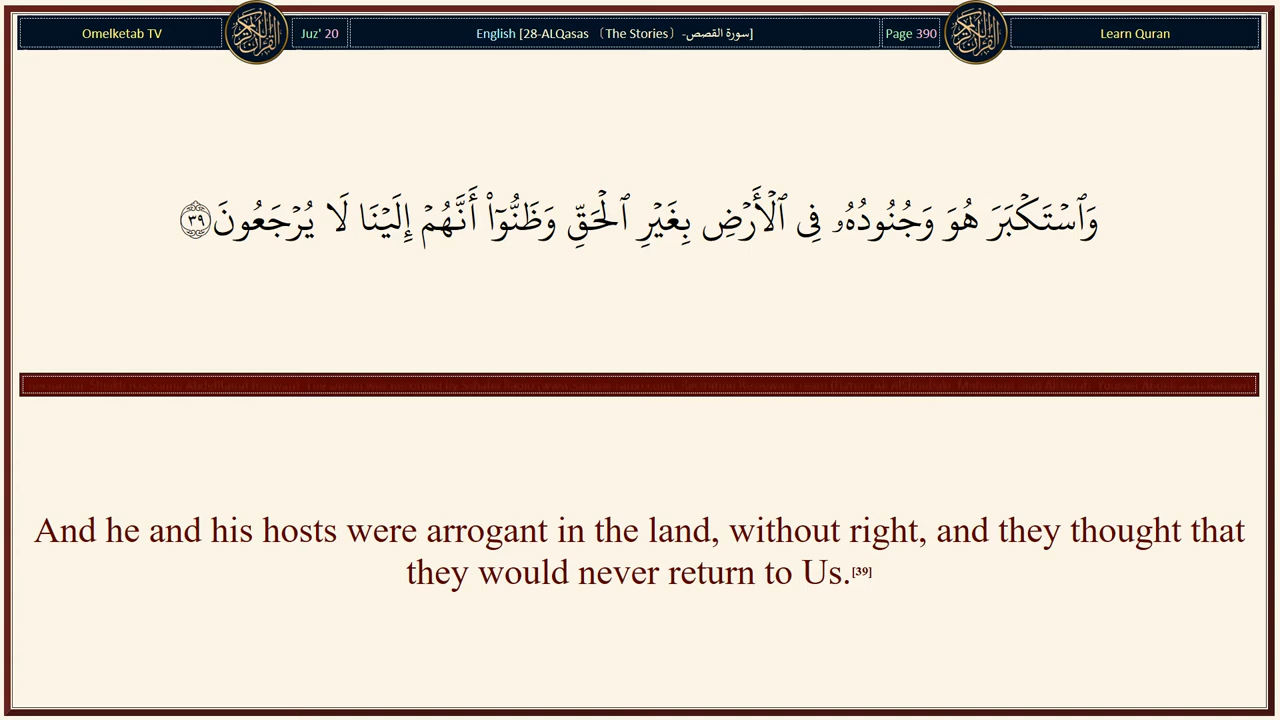 Omelketab TV
Juz' 20
English [28-ALQasas （The Stories） -سورة القصص]
Page 390
Learn Quran
وَٱسۡتَكۡبَرَ هُوَ وَجُنُودُهُۥ فِي ٱلۡأَرۡضِ بِغَيۡرِ ٱلۡحَقِّ وَظَنُّوٓاْ أَنَّهُمۡ إِلَيۡنَا لَا يُرۡجَعُونَ ٣٩
And he and his hosts were arrogant in the land, without right, and they thought that
they would never return to Us.[39]